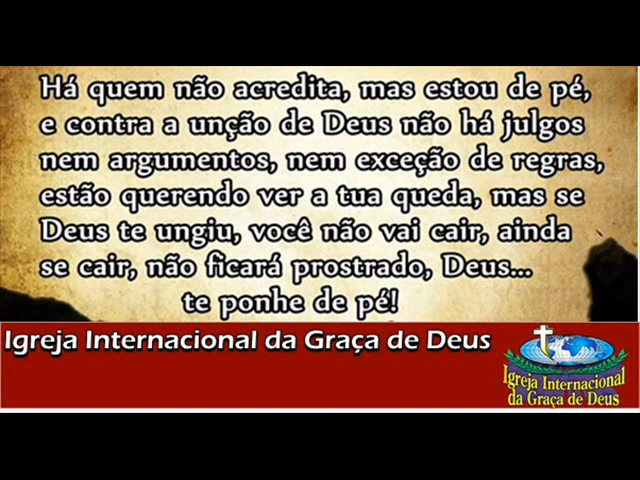 Há quem não acredita, mas estou de pé,
e contra a unção de Deus não há julgos
nem argumentos, nem exceção de regras,
estão querendo ver a tua queda, mas se
Deus te ungiu, você não vai cair, ainda
se cair, não ficará prostrado, Deus...
te ponhe de pé!
Igreja Internacional da Graça de Deus
Igreja Internacional
da Graça de Deus